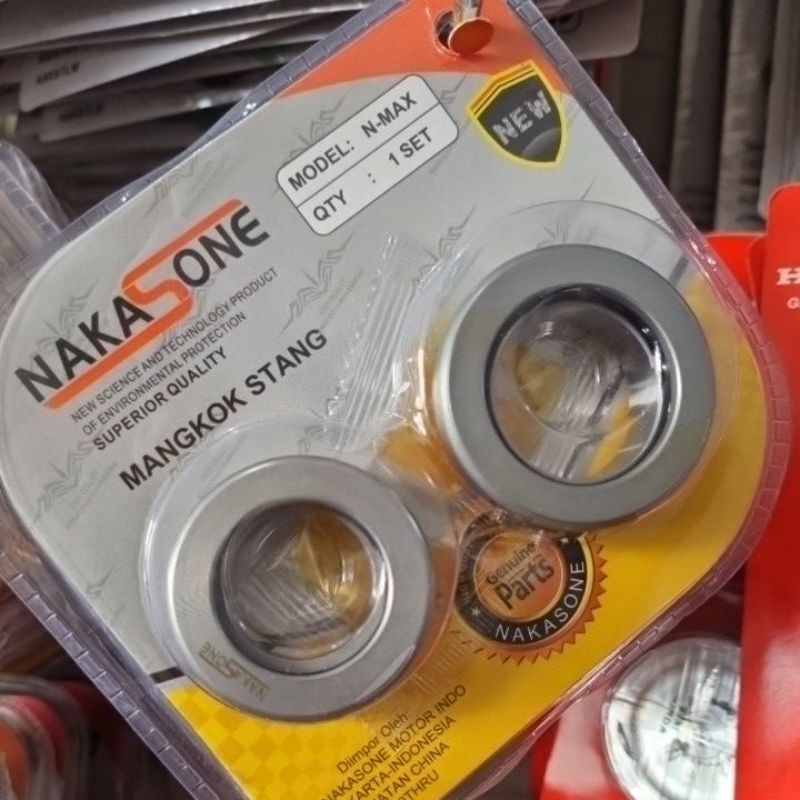 MODEL: N-MAX
QTY : 1 SET
NEW
NAKASONE
NEW SCIENCE AND TECHNOLOGY PRODUCT
OF ENVIRONMENTAL PROTECTION
SUPERIOR QUALITY
MANGKOK STANG
Genuine
Parts
NAKASONE
NAKASONE
Diimpor Oleh:
NAKASONE MOTOR INDO
JAKARTA-INDONESIA
CHINA